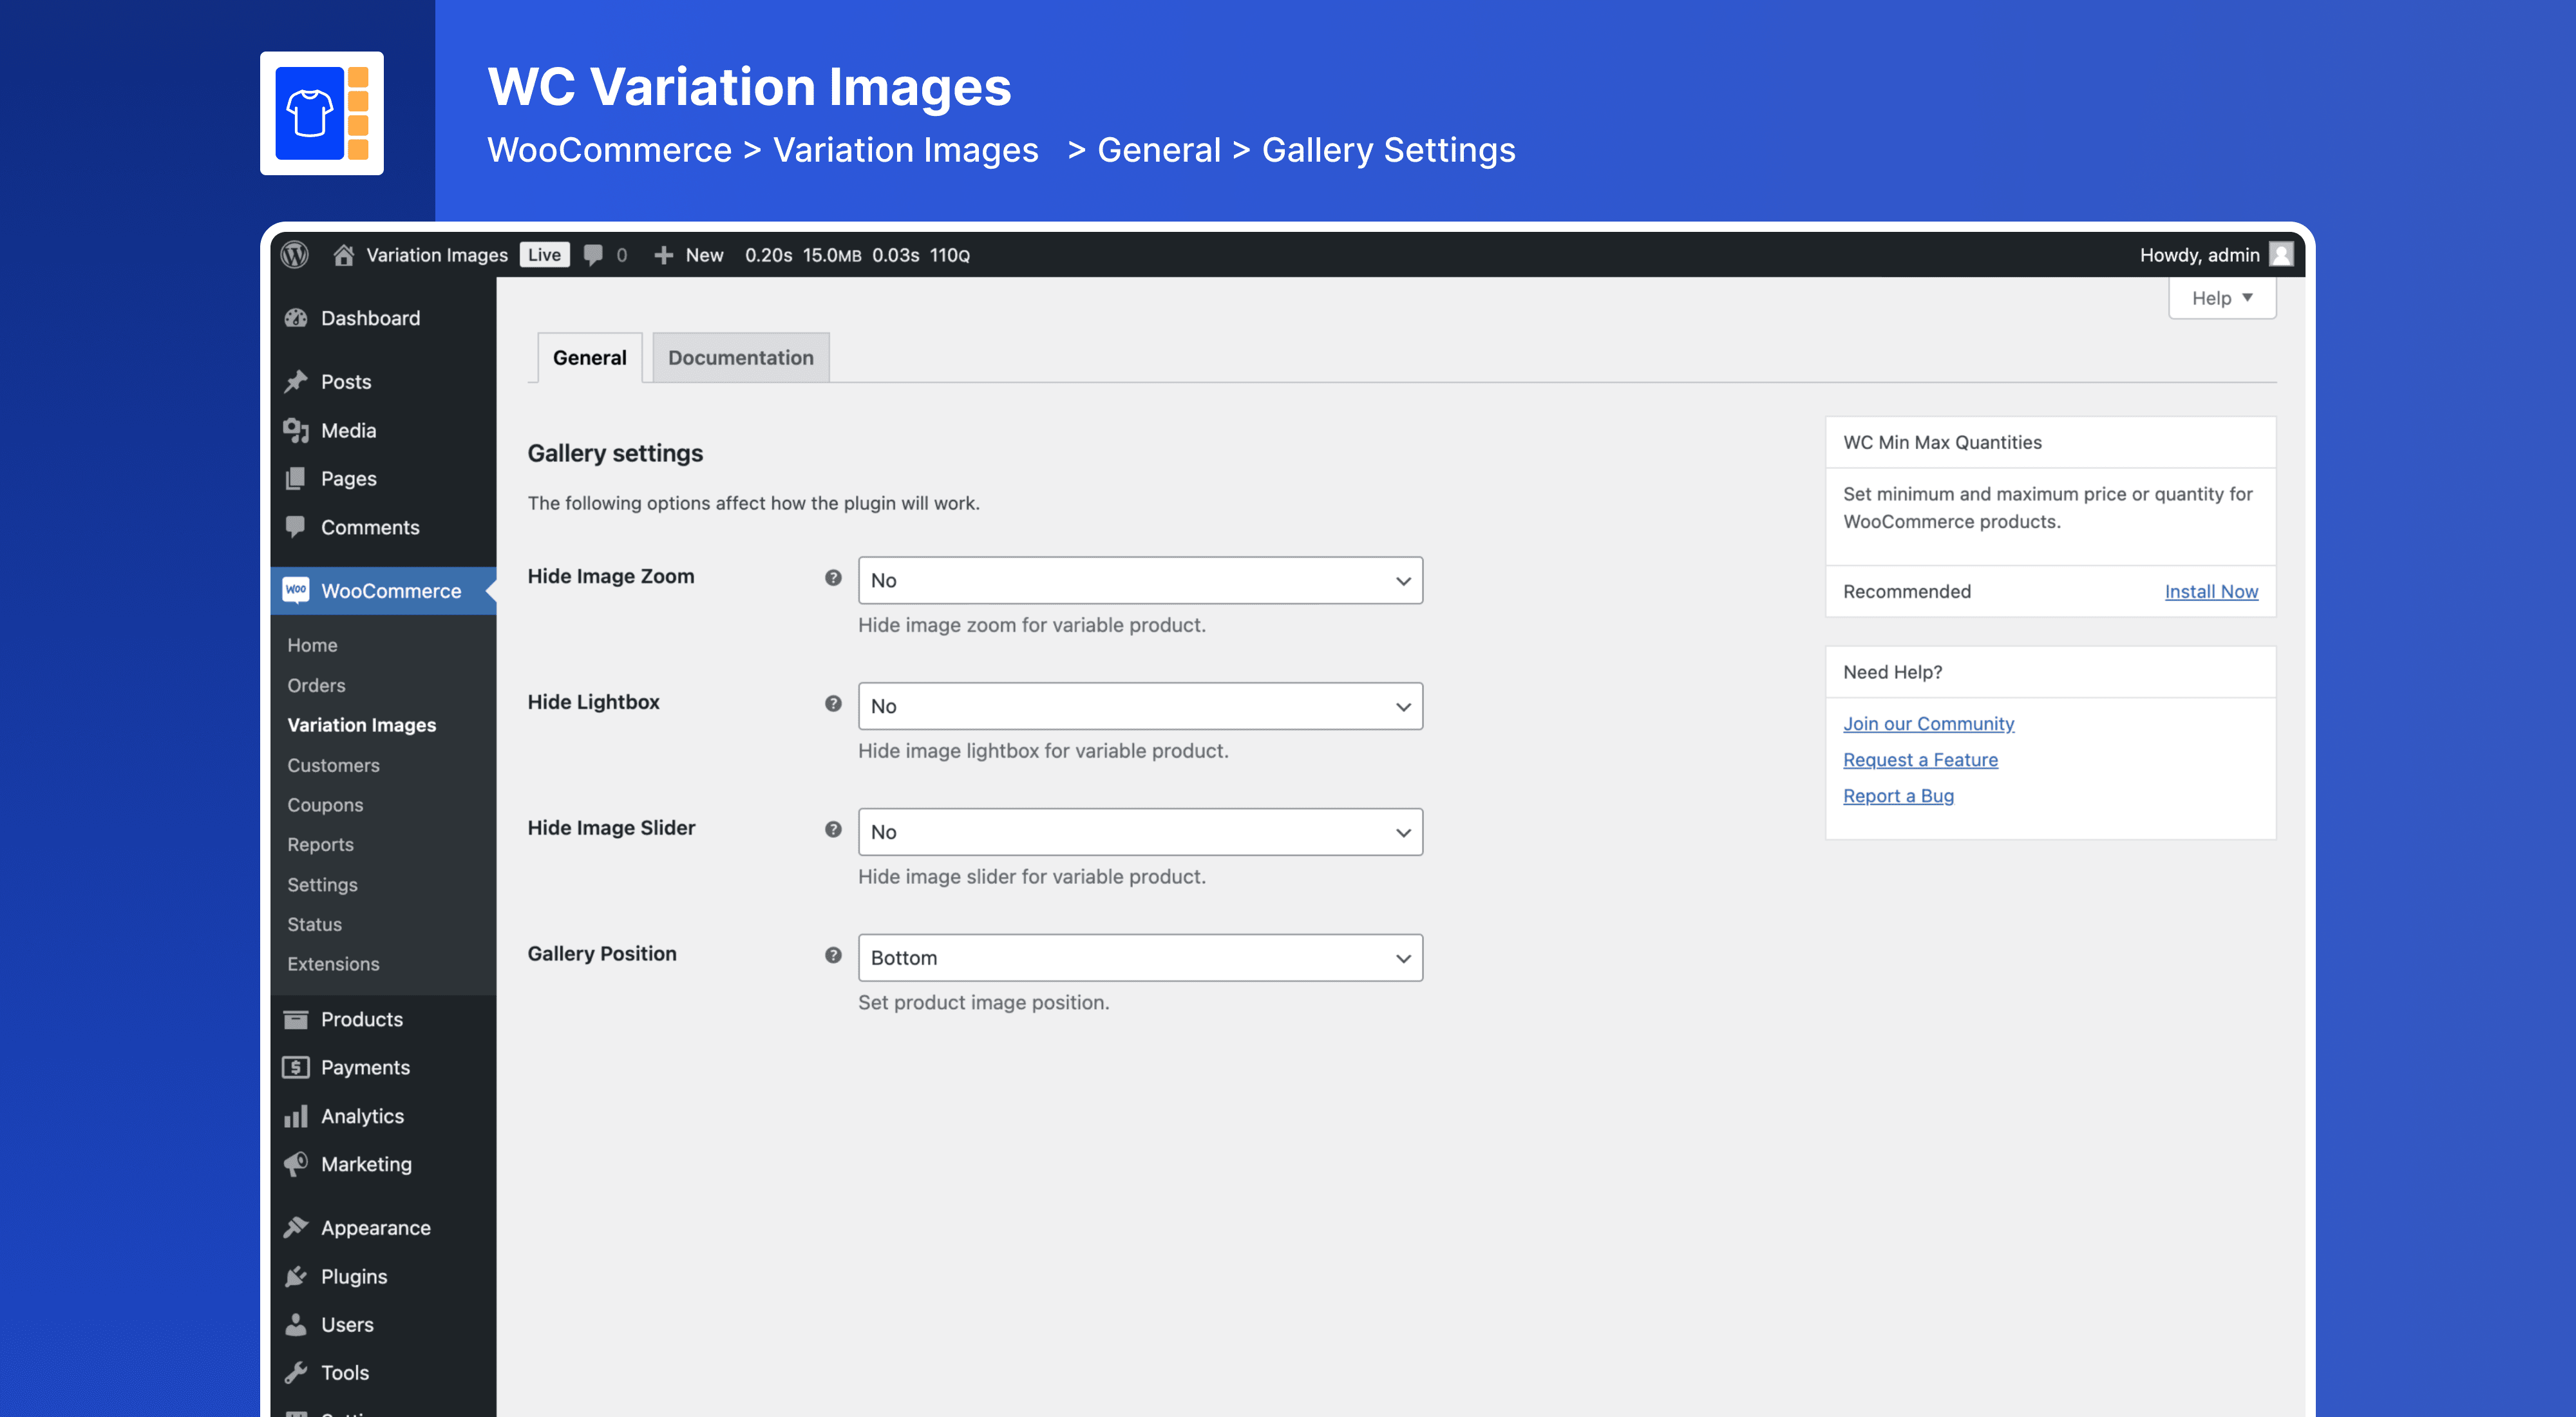 WC Variation Images
WooCommerce > Variation Images > General > Gallery Settings
Variation Images Live 0 New 0.20s 15.0MB 0.03s 110Q
Howdy, admin
Help
Dashboard
Posts
Media
Pages
Comments
Woo WooCommerce
Home
Orders
Variation Images
Customers
Coupons
Reports
Settings
Status
Extensions
Products
Payments
Analytics
Marketing
Appearance
Plugins
Users
Tools
General Documentation
Gallery settings
The following options affect how the plugin will work.
Hide Image Zoom ? No
Hide image zoom for variable product.
Hide Lightbox ? No
Hide image lightbox for variable product.
Hide Image Slider ? No
Hide image slider for variable product.
Gallery Position ? Bottom
Set product image position.
WC Min Max Quantities
Set minimum and maximum price or quantity for
WooCommerce products.
Recommended Install Now
Need Help?
Join our Community
Request a Feature
Report a Bug